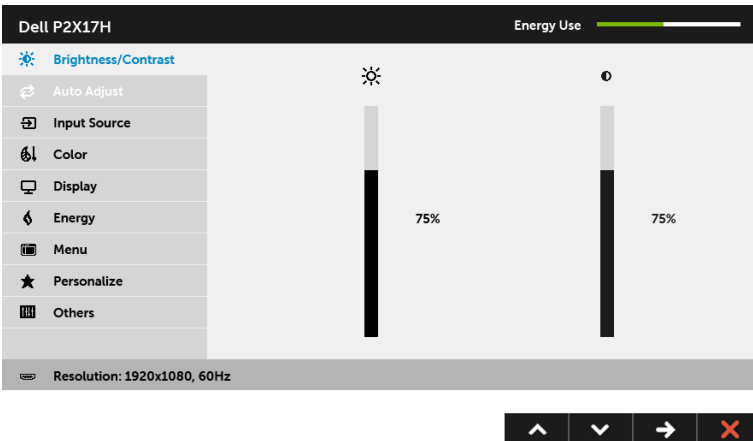 Dell P2X17H
Energy Use
Brightness/Contrast
Auto Adjust
Input Source
Color
Display
Energy
Menu
Personalize
Others
75%
75%
Resolution: 1920x1080, 60Hz